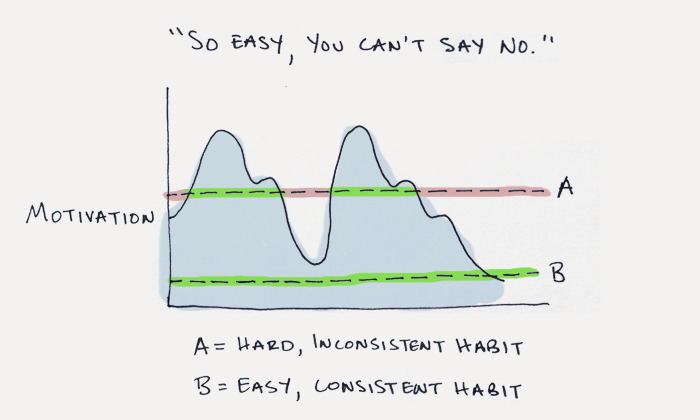 "SO EASY, YOU CAN'T SAY NO."
A
MOTIVATION
B
A = HARD, INCONSISTENT HABIT
B = EASY, CONSISTENT HABIT